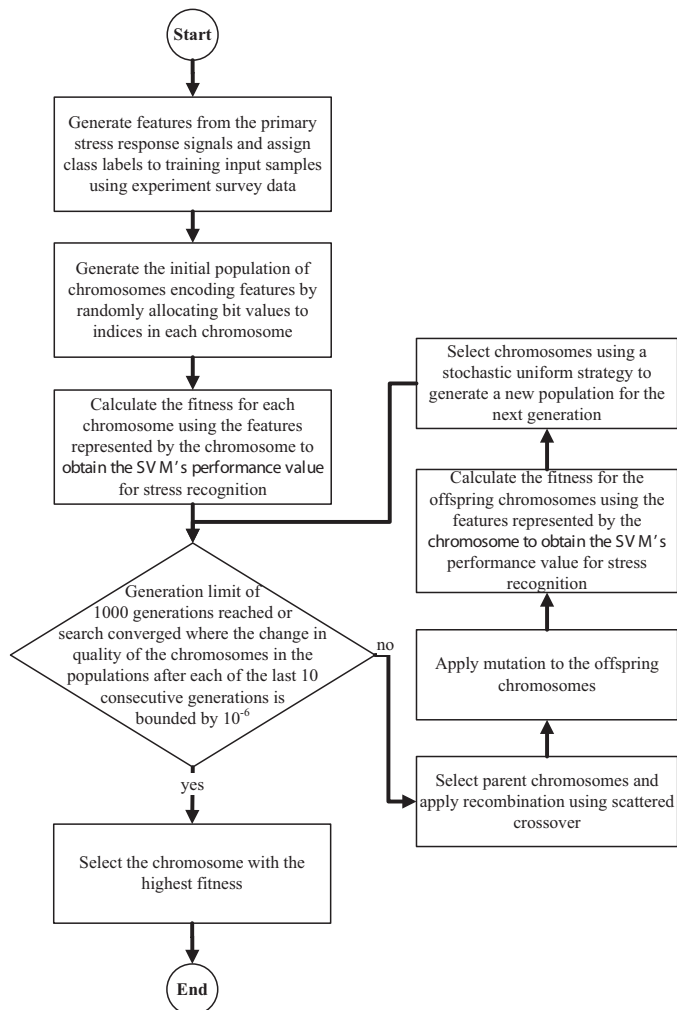 Start
Generate features from the primary
stress response signals and assign
class labels to training input samples
using experiment survey data
Generate the initial population of
chromosomes encoding features by
randomly allocating bit values to
indices in each chromosome
Calculate the fitness for each
chromosome using the features
represented by the chromosome to
obtain the SVM's performance value
for stress recognition
Generation limit of
1000 generations reached or
search converged where the change in
quality of the chromosomes in the
populations after each of the last 10
consecutive generations is
bounded by 10^-6
no
yes
Select the chromosome with the
highest fitness
End
Select parent chromosomes and
apply recombination using scattered
crossover
Apply mutation to the offspring
chromosomes
Calculate the fitness for the
offspring chromosomes using the
features represented by the
chromosome to obtain the SVM's
performance value for stress
recognition
Select chromosomes using a
stochastic uniform strategy to
generate a new population for the
next generation